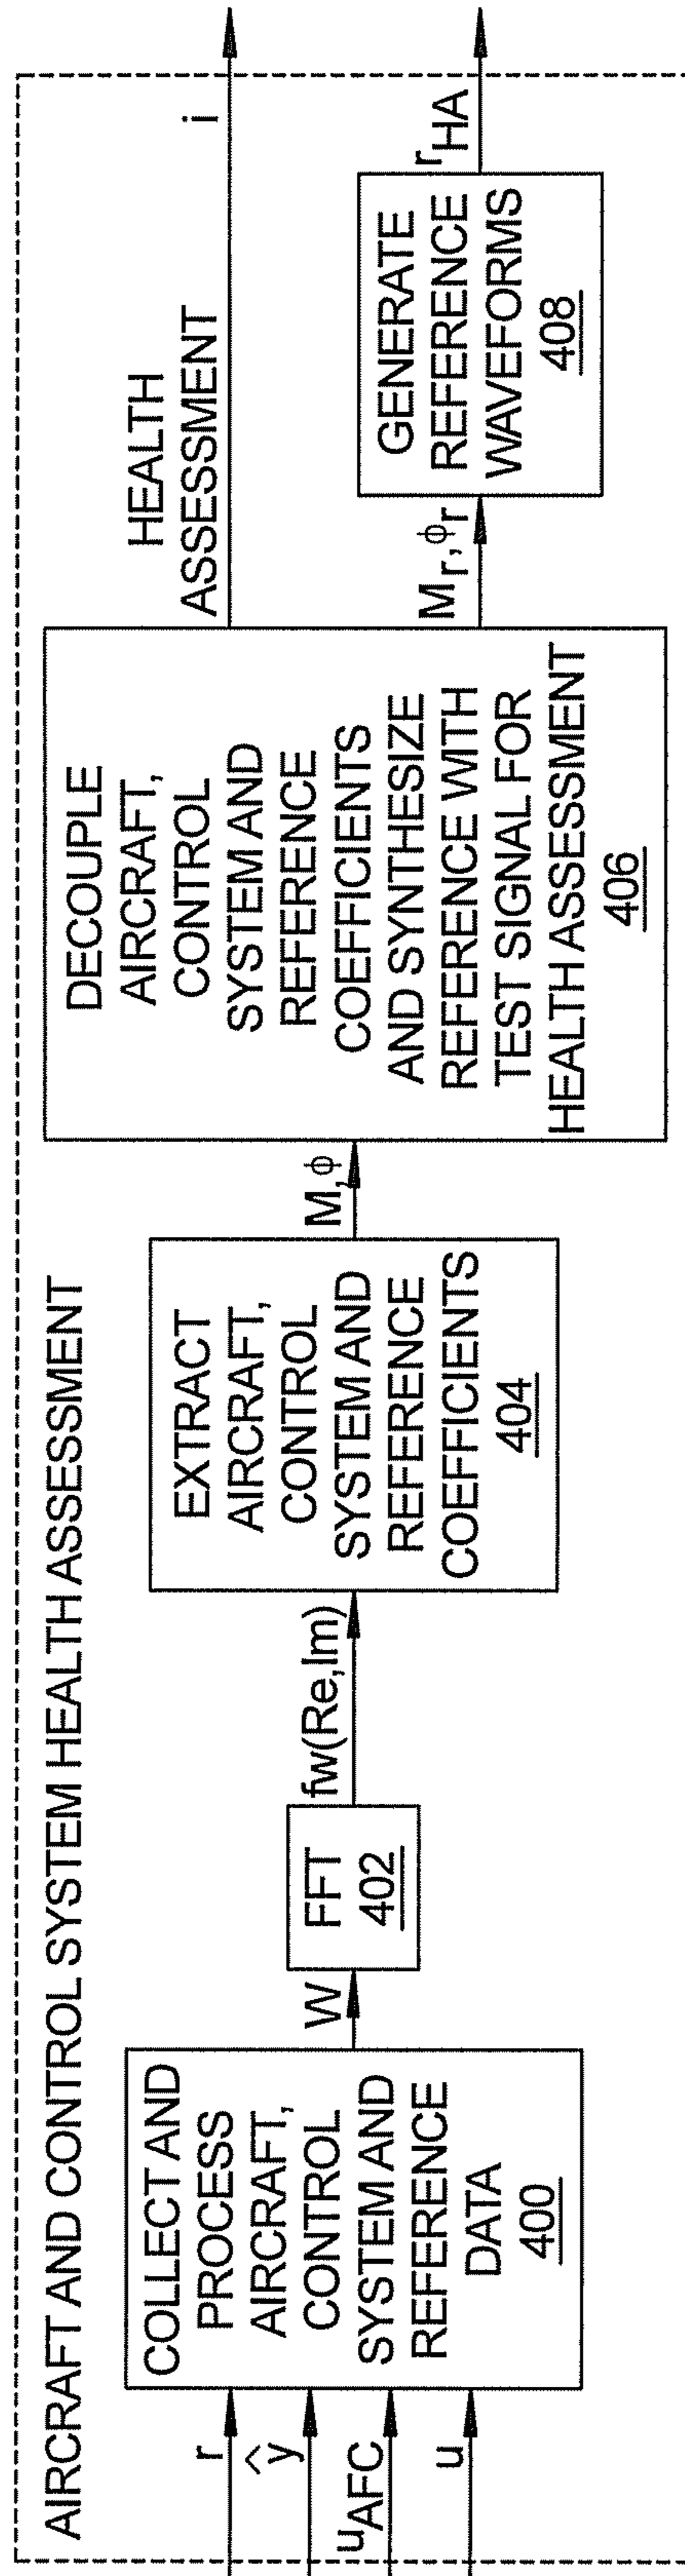 AIRCRAFT AND CONTROL SYSTEM HEALTH ASSESSMENT
r
ŷ
uAFC
u
COLLECT AND
PROCESS
AIRCRAFT,
CONTROL
SYSTEM AND
REFERENCE
DATA
400
W
FFT
402
fw(Re,Im)
EXTRACT
AIRCRAFT,
CONTROL
SYSTEM AND
REFERENCE
COEFFICIENTS
404
M,ϕ
DECOUPLE
AIRCRAFT,
CONTROL
SYSTEM AND
REFERENCE
COEFFICIENTS
AND SYNTHESIZE
REFERENCE WITH
TEST SIGNAL FOR
HEALTH ASSESSMENT
406
HEALTH
ASSESSMENT
i
Mr,ϕr
GENERATE
REFERENCE
WAVEFORMS
408
rHA